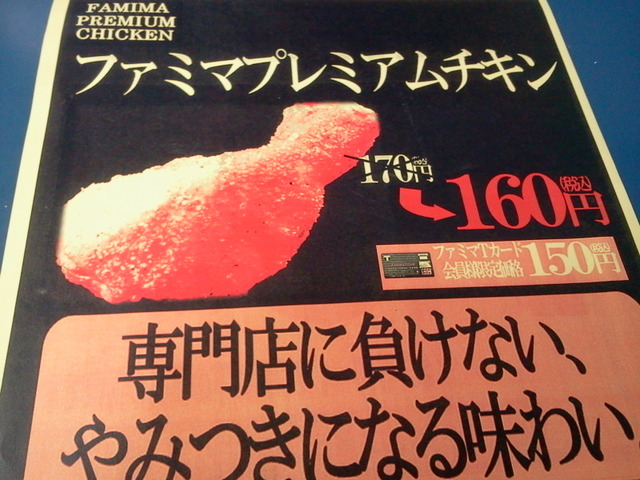 FAMIMA
PREMIUM
CHICKEN
ファミマプレミアムチキン
170円
160円(税込)
ファミマTカード
会員様限定価格
150円(税込)
専門店に負けない、
やみつきになる味わい